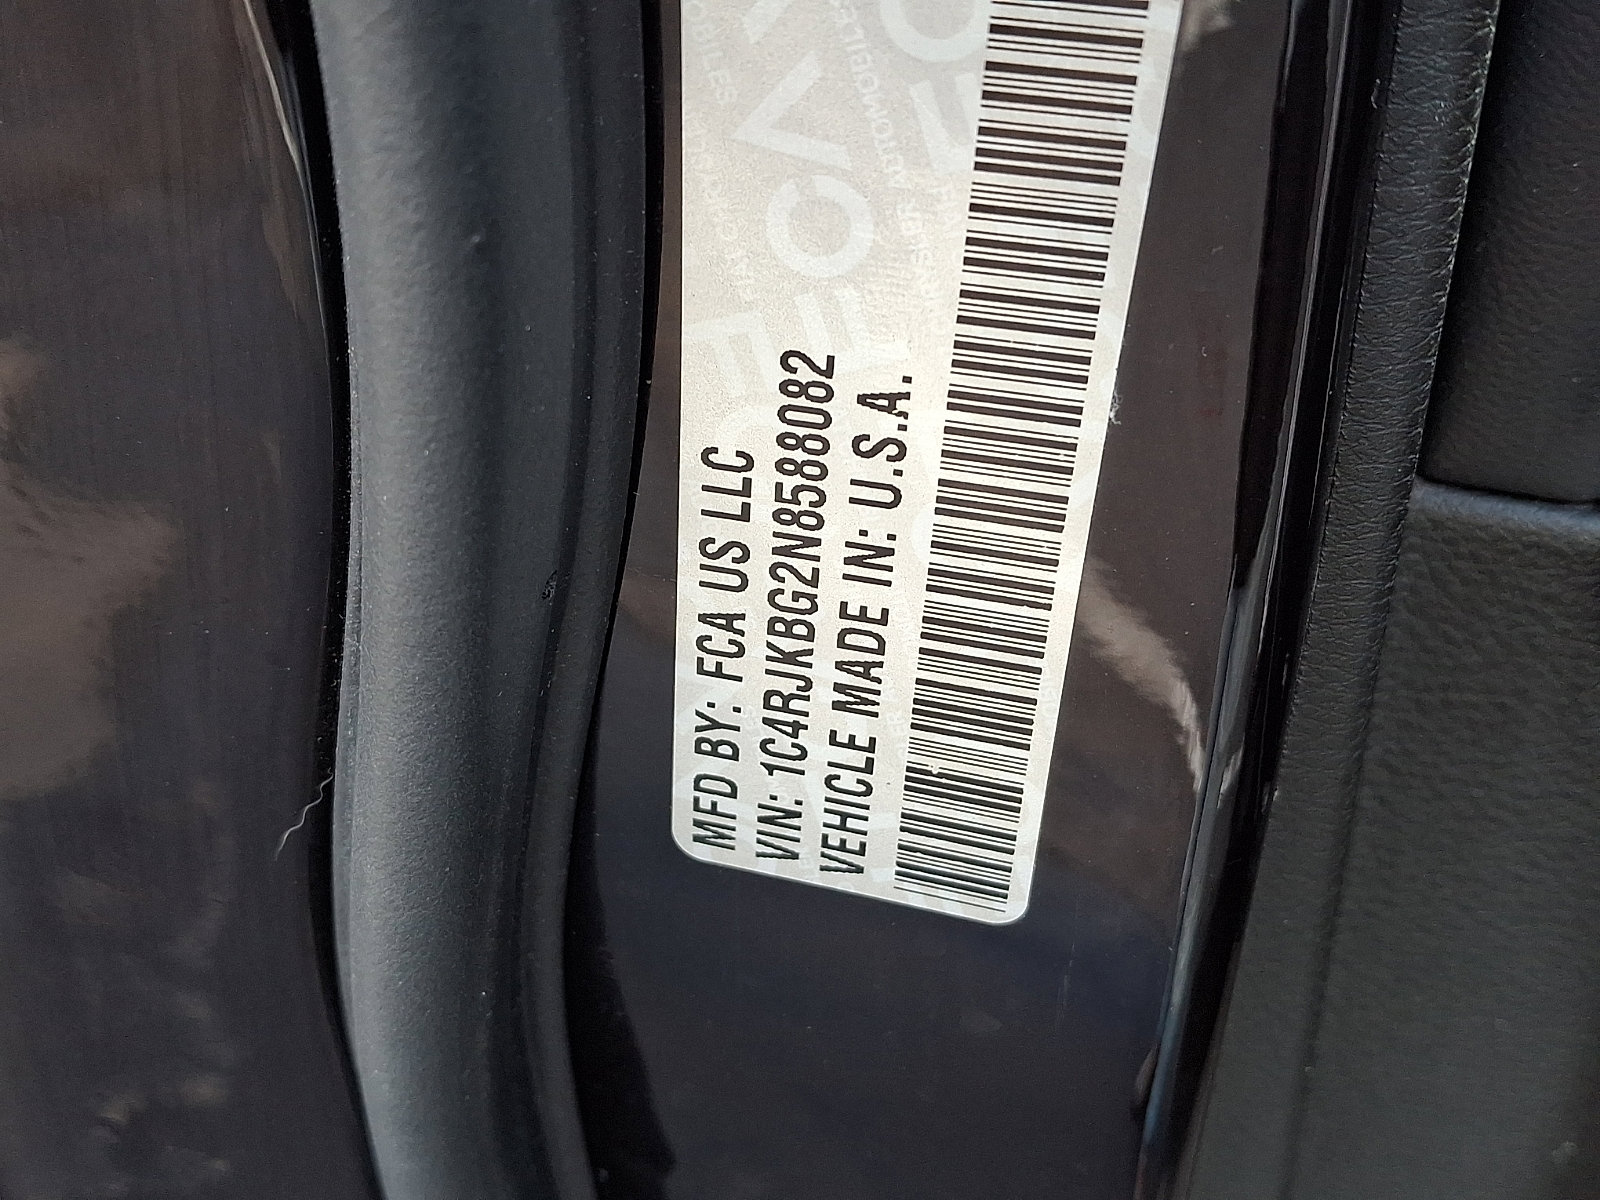 MFD BY: FCA US LLC
VIN: 1C4RJKBG2N8588082
VEHICLE MADE IN: U.S.A.